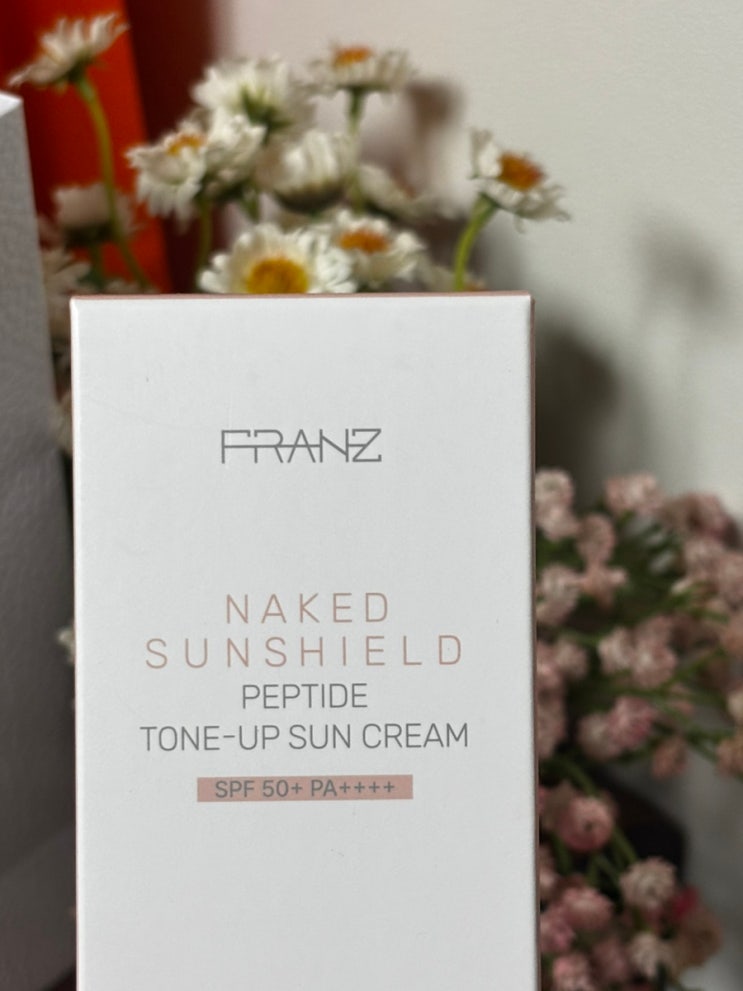 FRANZ
NAKED
SUNSHIELD
PEPTIDE
TONE-UP SUN CREAM
SPF 50+ PA++++